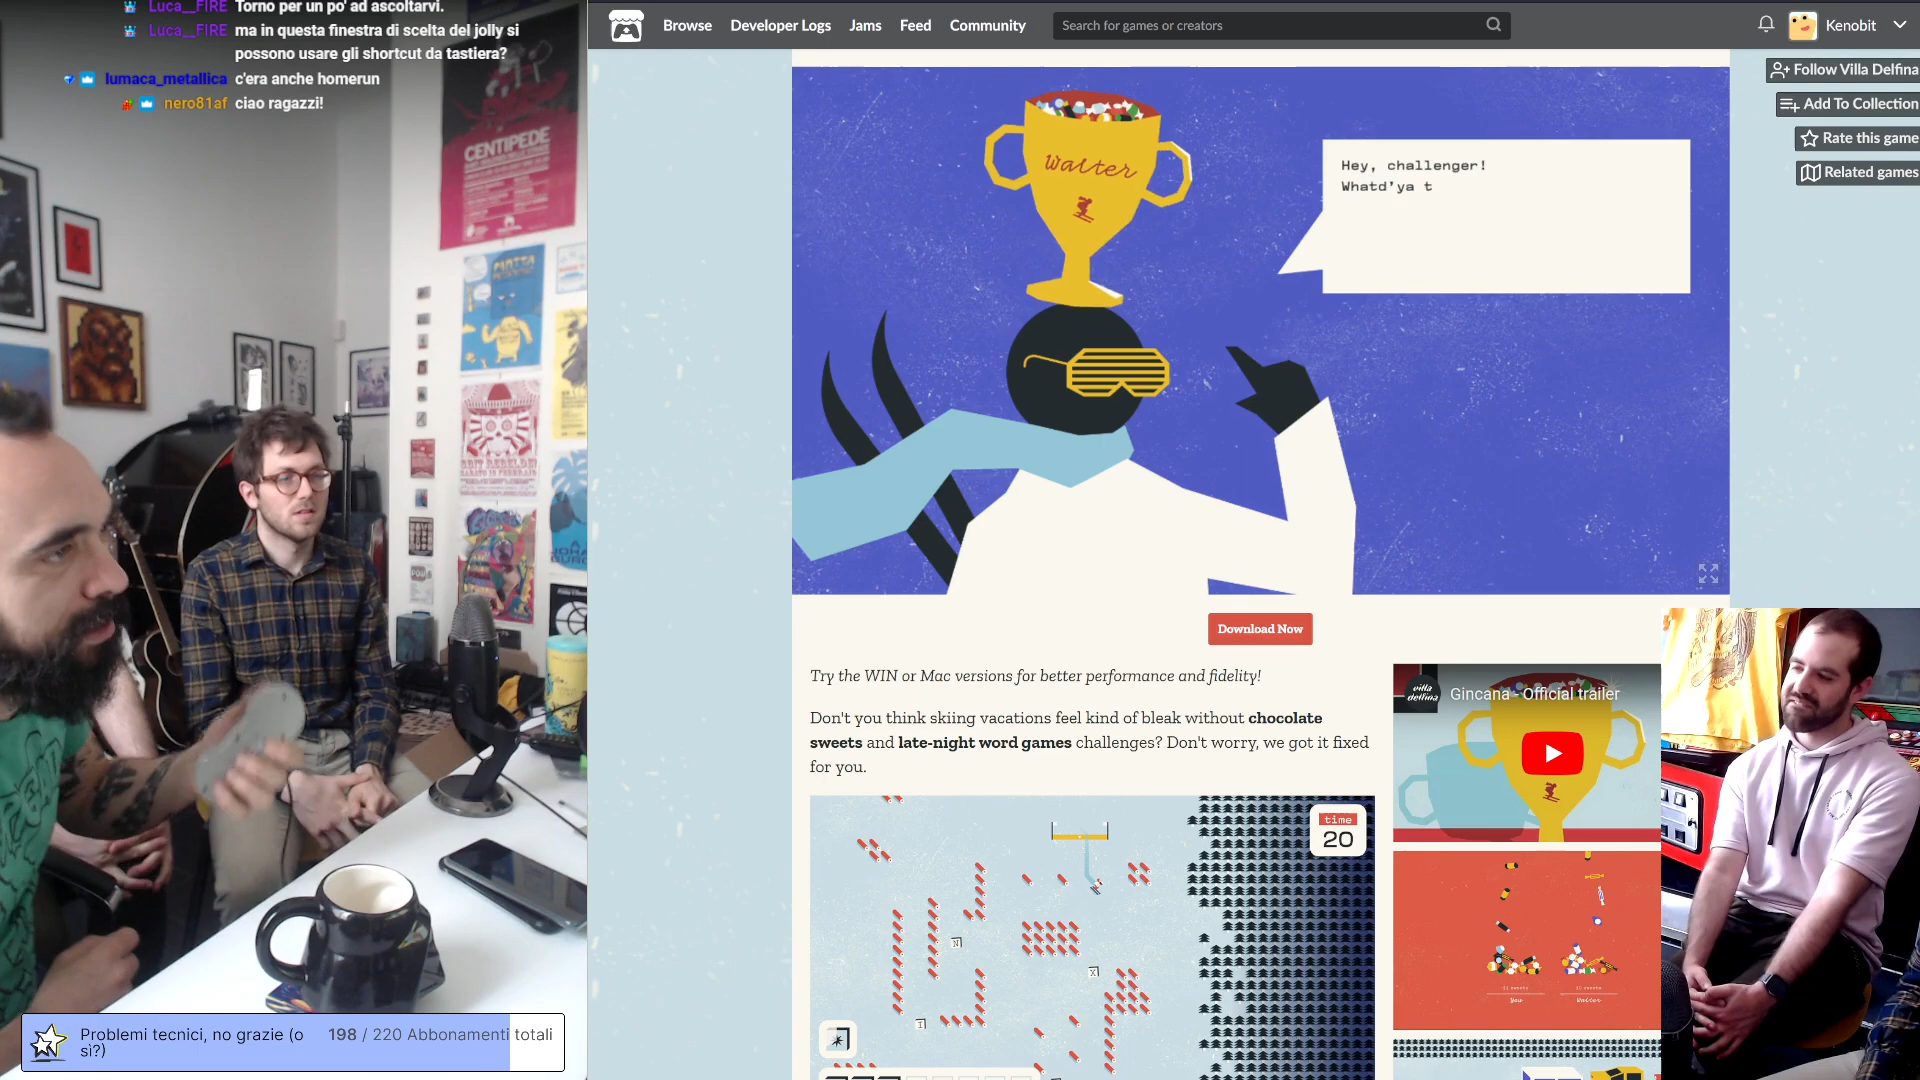 Luca__FIRE Torno per un po' ad ascoltarvi.
Luca__FIRE ma in questa finestra di scelta del jolly si
possono usare gli shortcut da tastiera?
lumaca_metallica c'era anche homerun
nero81af ciao ragazzi!
CENTIPEDE
Problemi tecnici, no grazie (o
sì?)
198 / 220 Abbonamenti totali
Browse
Developer Logs
Jams
Feed
Community
Search for games or creators
Kenobit
Follow Villa Delfina
Add To Collection
Rate this game
Related games
Walter
Hey, challenger!
Whatd'ya t
Download Now
Try the WIN or Mac versions for better performance and fidelity!
Don't you think skiing vacations feel kind of bleak without chocolate
sweets and late-night word games challenges? Don't worry, we got it fixed
for you.
time
20
N
X
I
villa
delfina
Gincana - Official trailer
You
Walter